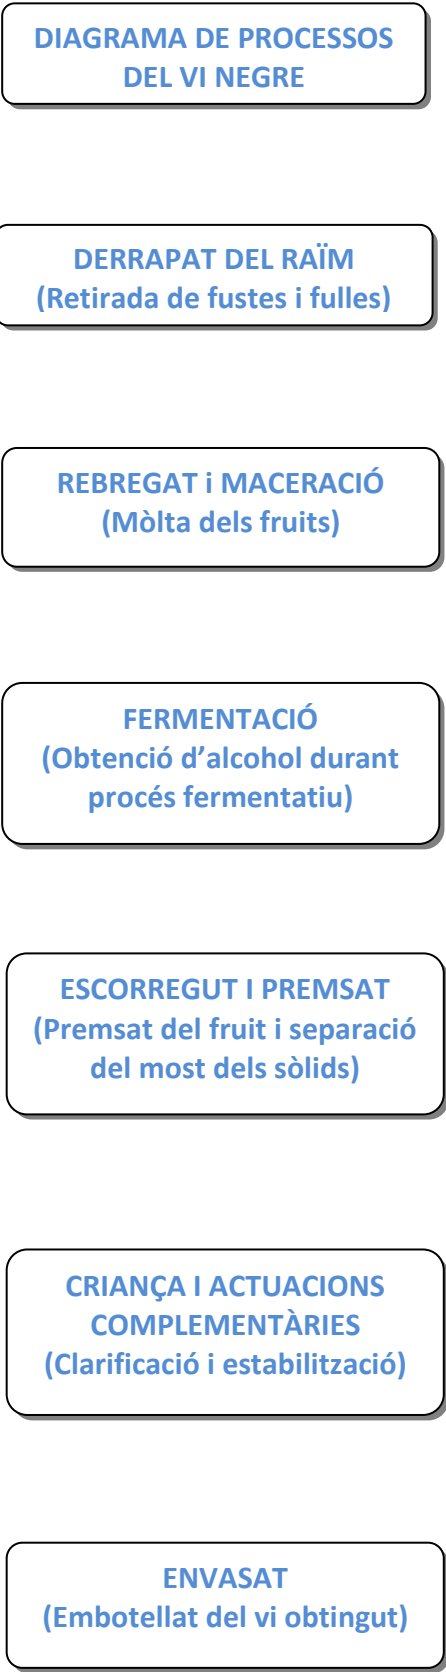 DIAGRAMA DE PROCESSOS
DEL VI NEGRE
DERRAPAT DEL RAÏM
(Retirada de fustes i fulles)
REBREGAT i MACERACIÓ
(Mòlta dels fruits)
FERMENTACIÓ
(Obtenció d’alcohol durant
procés fermentatiu)
ESCORREGUT I PREMSAT
(Premsat del fruit i separació
del most dels sòlids)
CRIANÇA I ACTUACIONS
COMPLEMENTÀRIES
(Clarificació i estabilització)
ENVASAT
(Embotellat del vi obtingut)